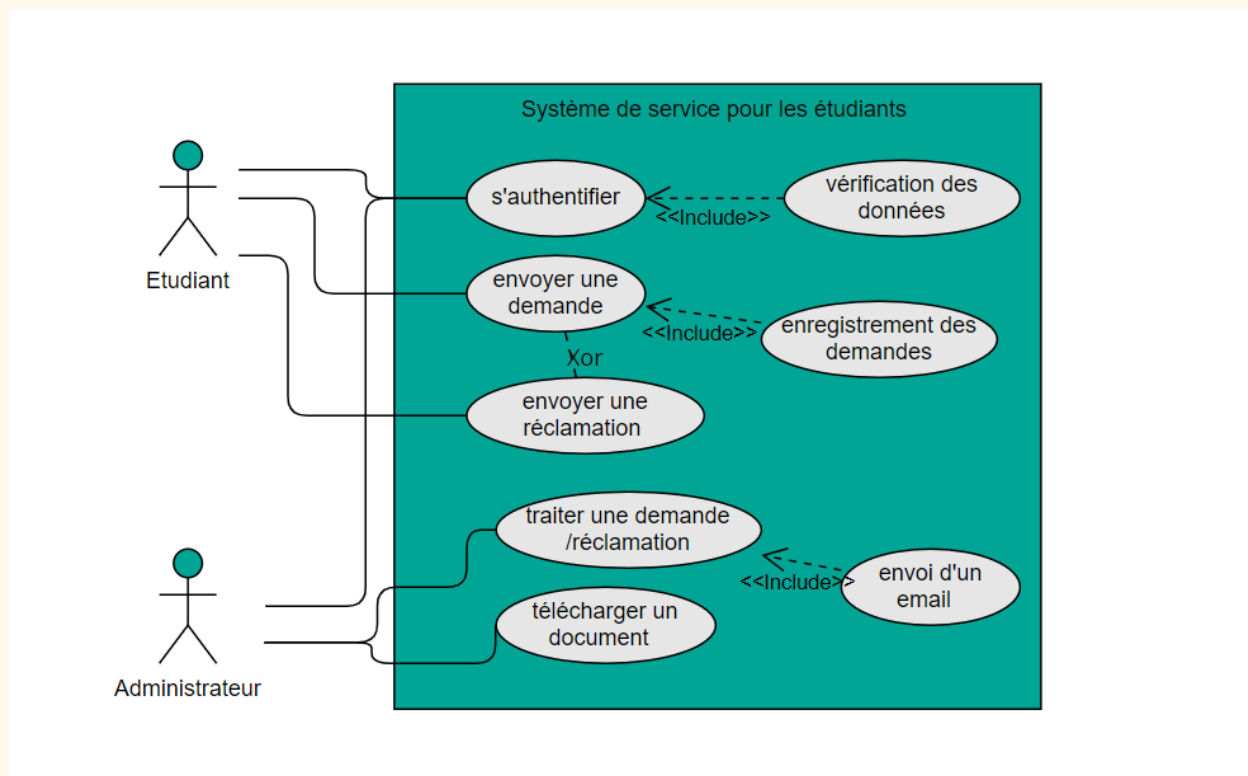 Système de service pour les étudiants
s'authentifier
vérification des
données
<<Include>>
Etudiant
envoyer une
demande
<<Include>>
enregistrement des
demandes
Xor
envoyer une
réclamation
traiter une demande
/réclamation
<<Include>>
envoi d'un
email
télécharger un
document
Administrateur